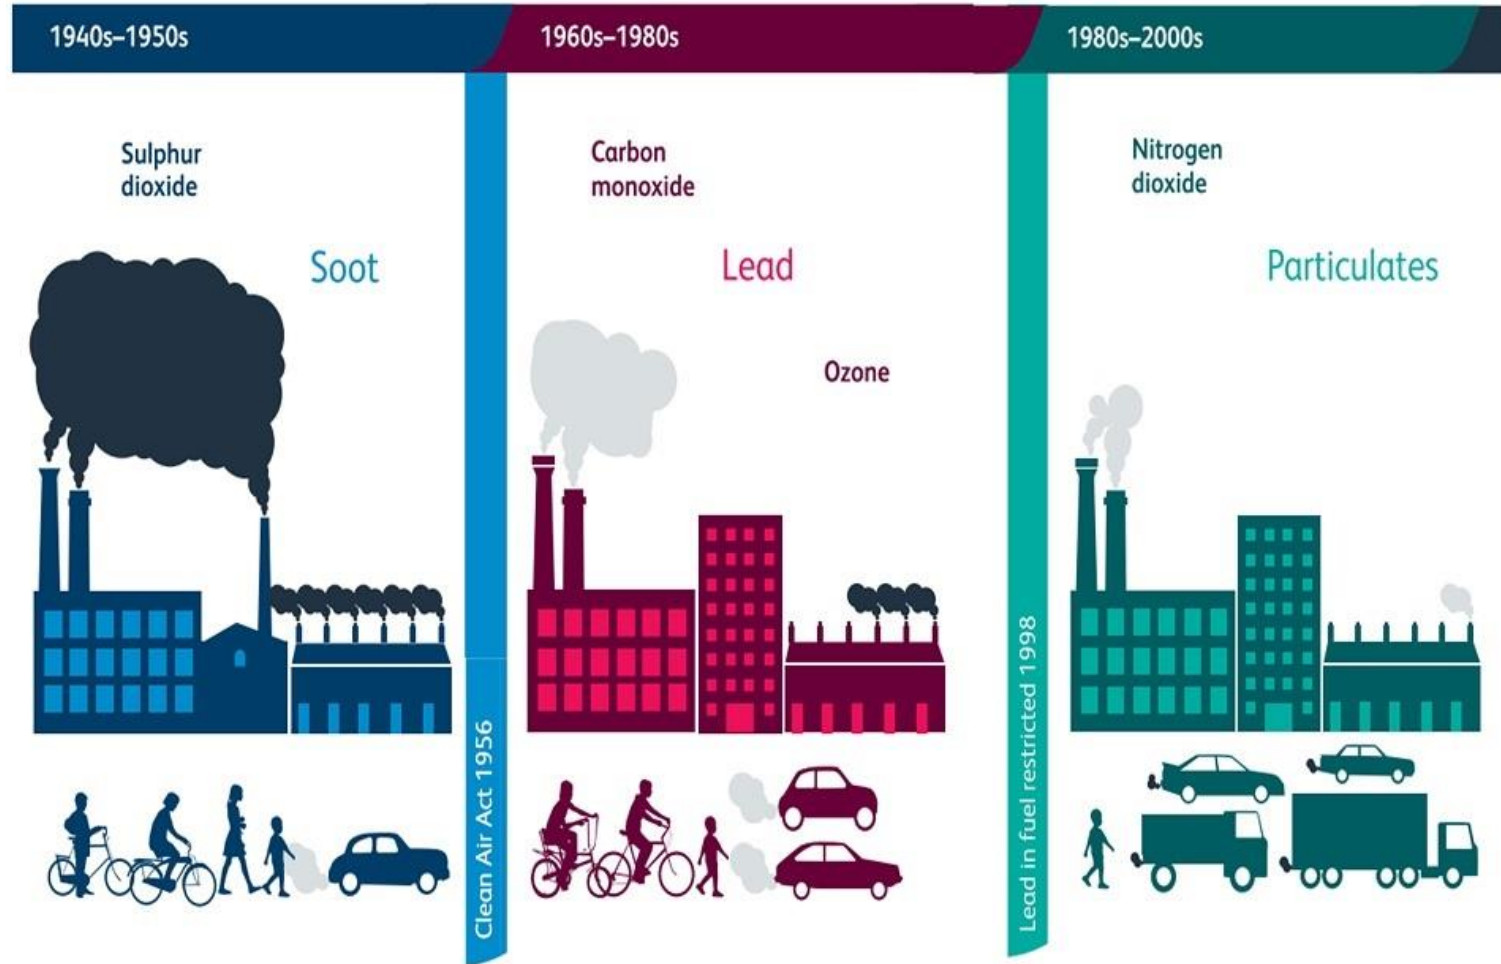 1940s–1950s
1960s–1980s
1980s–2000s
Sulphur
dioxide
Soot
Clean Air Act 1956
Carbon
monoxide
Lead
Ozone
Lead in fuel restricted 1998
Nitrogen
dioxide
Particulates